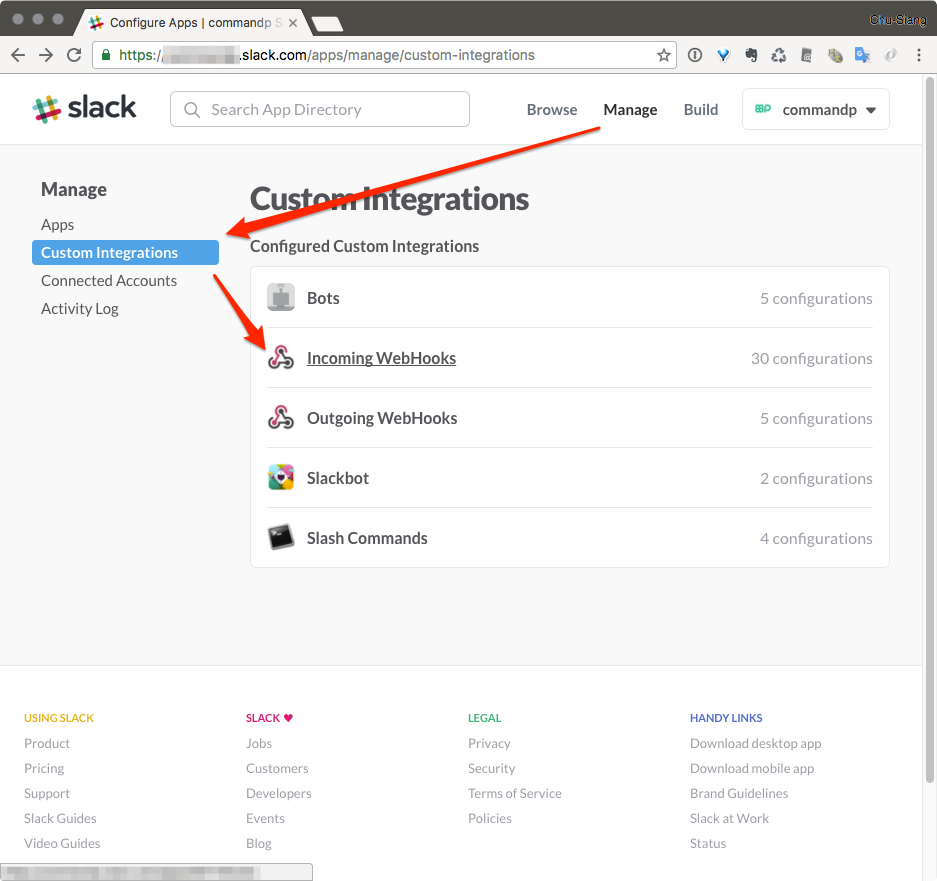 Configure Apps | commandp S
Chu-Siang
https:// .slack.com/apps/manage/custom-integrations
slack
Search App Directory
Browse
Manage
Build
commandp
Manage
Apps
Custom Integrations
Connected Accounts
Activity Log
Custom Integrations
Configured Custom Integrations
Bots 5 configurations
Incoming WebHooks 30 configurations
Outgoing WebHooks 5 configurations
Slackbot 2 configurations
Slash Commands 4 configurations
USING SLACK
Product
Pricing
Support
Slack Guides
Video Guides
SLACK ♥
Jobs
Customers
Developers
Events
Blog
LEGAL
Privacy
Security
Terms of Service
Policies
HANDY LINKS
Download desktop app
Download mobile app
Brand Guidelines
Slack at Work
Status